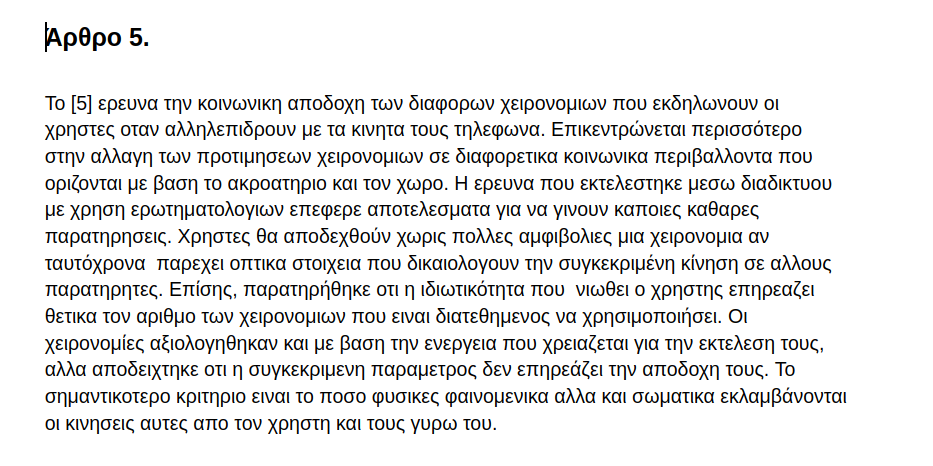 Άρθρο 5.
Το [5] ερευνα την κοινωνικη αποδοχη των διαφορων χειρονομιων που εκδηλωνουν οι
χρηστες οταν αλληλεπιδρουν με τα κινητα τους τηλεφωνα. Επικεντρώνεται περισσότερο
στην αλλαγη των προτιμησεων χειρονομιων σε διαφορετικα κοινωνικα περιβαλλοντα που
οριζονται με βαση το ακροατηριο και τον χωρο. Η ερευνα που εκτελεστηκε μεσω διαδικτυου
με χρηση ερωτηματολογιων επεφερε αποτελεσματα για να γινουν καποιες καθαρες
παρατηρησεις. Χρηστες θα αποδεχθούν χωρις πολλες αμφιβολιες μια χειρονομια αν
ταυτόχρονα  παρεχει οπτικα στοιχεια που δικαιολογουν την συγκεκριμένη κίνηση σε αλλους
παρατηρητες. Επίσης, παρατηρήθηκε οτι η ιδιωτικότητα που  νιωθει ο χρηστης επηρεαζει
θετικα τον αριθμο των χειρονομιων που ειναι διατεθημενος να χρησιμοποιήσει. Οι
χειρονομίες αξιολογηθηκαν και με βαση την ενεργεια που χρειαζεται για την εκτελεση τους,
αλλα αποδειχτηκε οτι η συγκεκριμενη παραμετρος δεν επηρεάζει την αποδοχη τους. Το
σημαντικοτερο κριτηριο ειναι το ποσο φυσικες φαινομενικα αλλα και σωματικα εκλαμβάνονται
οι κινησεις αυτες απο τον χρηστη και τους γυρω του.